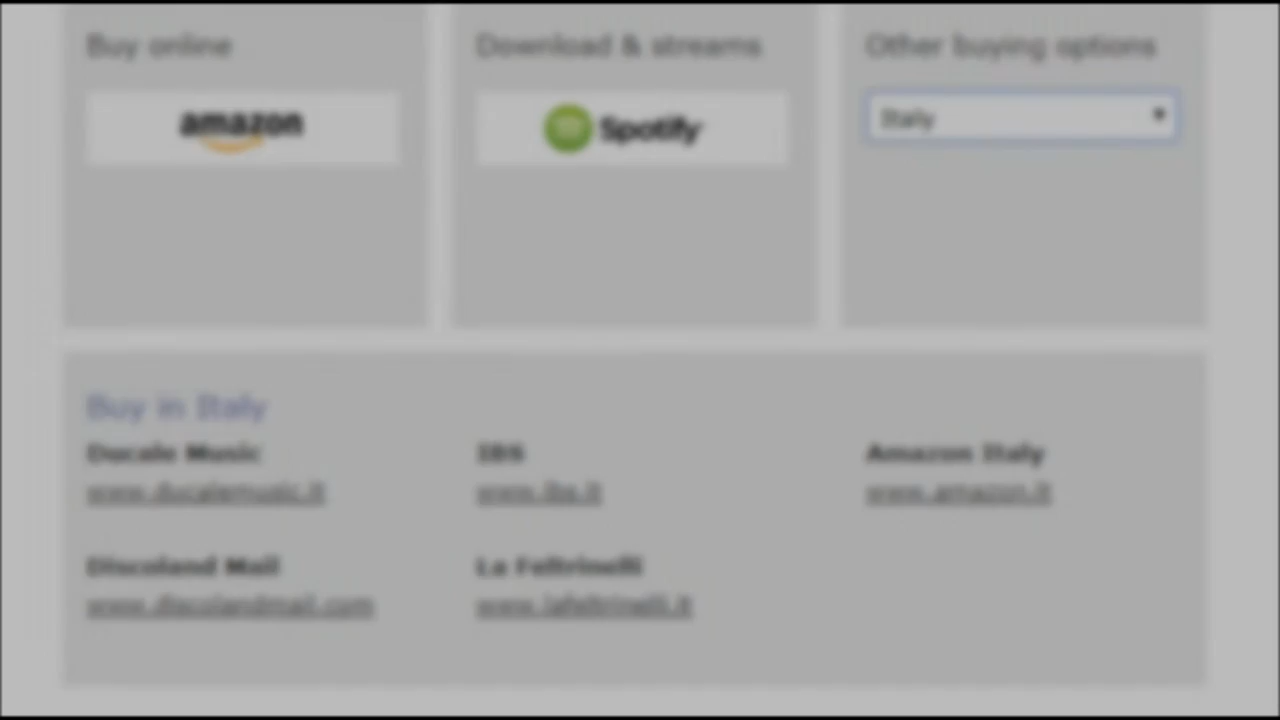 Buy online
Download & streams
Other buying options
amazon
Spotify
Italy
Buy in Italy
Ducale Music
IBS
Amazon Italy
www.ducalemusic.it
www.ibs.it
www.amazon.it
Discoland Mail
La Feltrinelli
www.discolandmail.com
www.lafeltrinelli.it